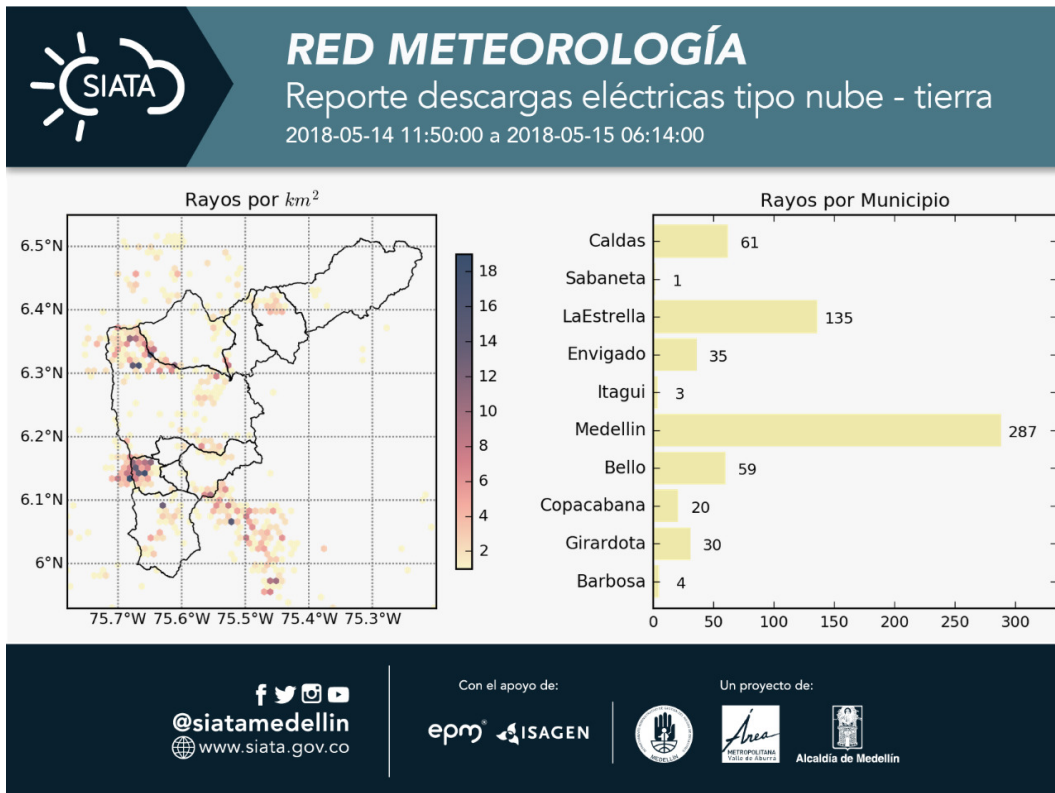 SIATA
RED METEOROLOGÍA
Reporte descargas eléctricas tipo nube - tierra
2018-05-14 11:50:00 a 2018-05-15 06:14:00
Rayos por km²
6.5°N
6.4°N
6.3°N
6.2°N
6.1°N
6°N
75.7°W 75.6°W 75.5°W 75.4°W 75.3°W
18
16
14
12
10
8
6
4
2
Rayos por Municipio
Caldas 61
Sabaneta 1
LaEstrella 135
Envigado 35
Itagui 3
Medellin 287
Bello 59
Copacabana 20
Girardota 30
Barbosa 4
0 50 100 150 200 250 300
@siatamedellin
www.siata.gov.co
Con el apoyo de:
epm® ISAGEN
Un proyecto de:
MEDELLIN
Área
METROPOLITANA
Valle de Aburrá
Alcaldía de Medellín